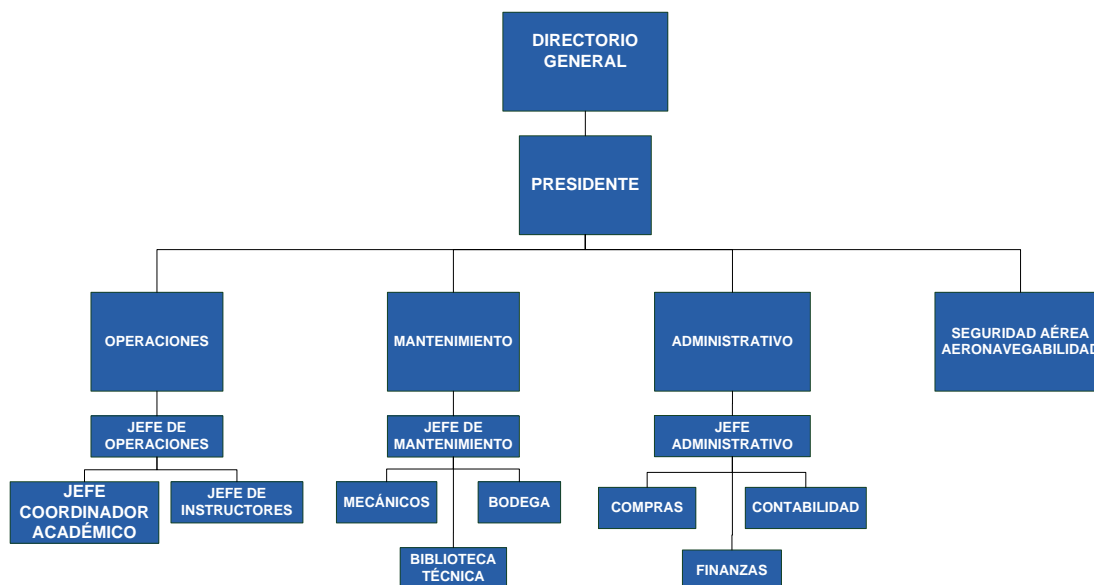 DIRECTORIO
GENERAL
PRESIDENTE
OPERACIONES
MANTENIMIENTO
ADMINISTRATIVO
SEGURIDAD AÉREA
AERONAVEGABILIDAD
JEFE DE
OPERACIONES
JEFE DE
MANTENIMIENTO
JEFE
ADMINISTRATIVO
JEFE
COORDINADOR
ACADÉMICO
JEFE DE
INSTRUCTORES
MECÁNICOS
BODEGA
COMPRAS
CONTABILIDAD
BIBLIOTECA
TÉCNICA
FINANZAS